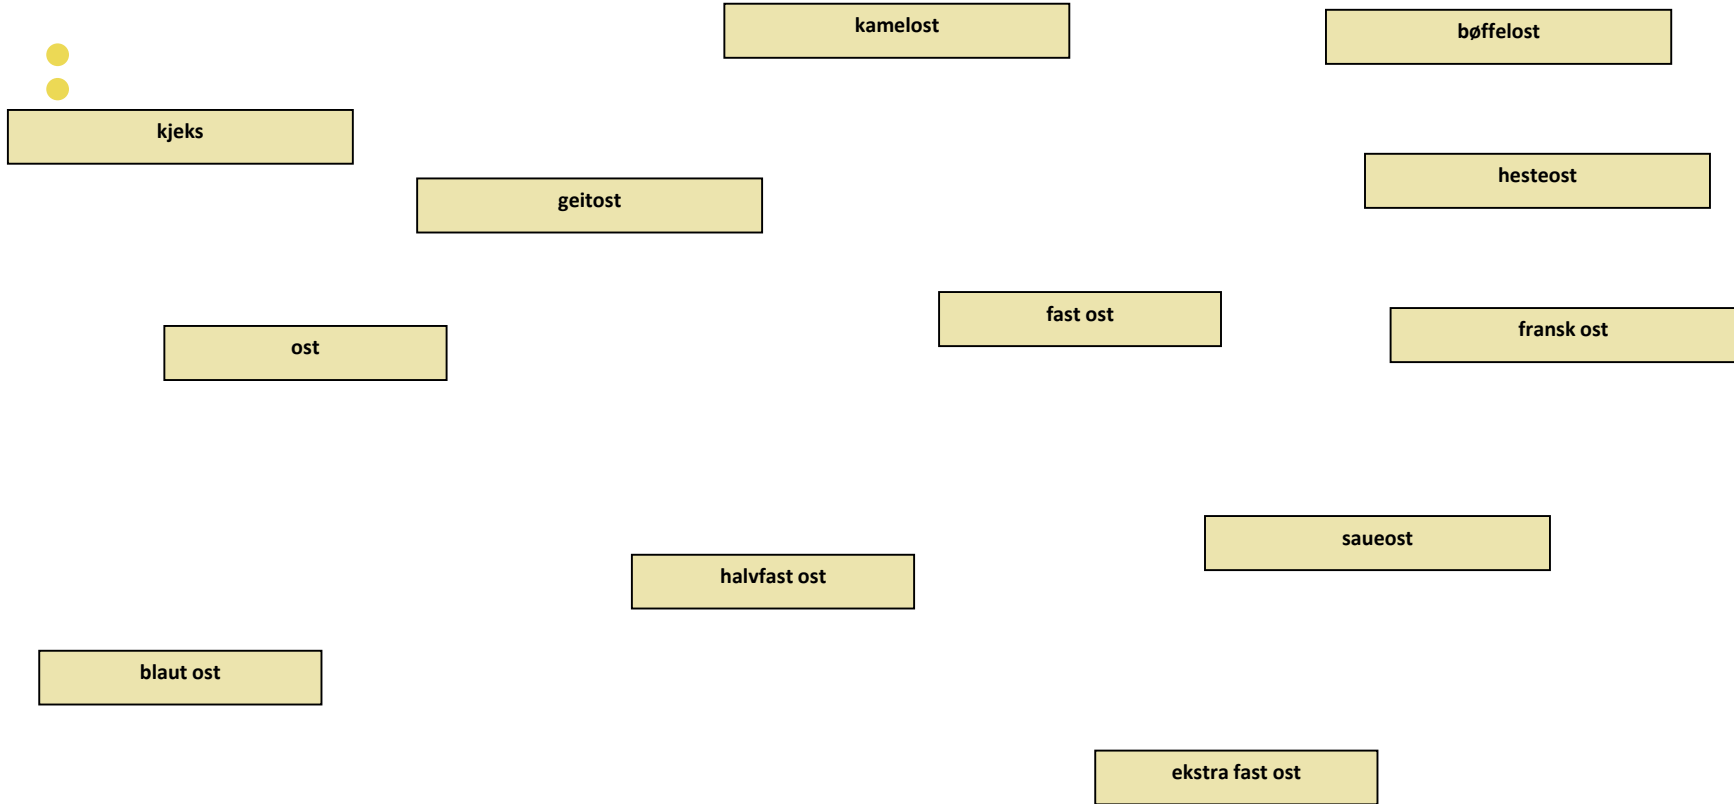 kamelost
bøffelost
kjeks
hesteost
geitost
fast ost
fransk ost
ost
saueost
halvfast ost
blaut ost
ekstra fast ost